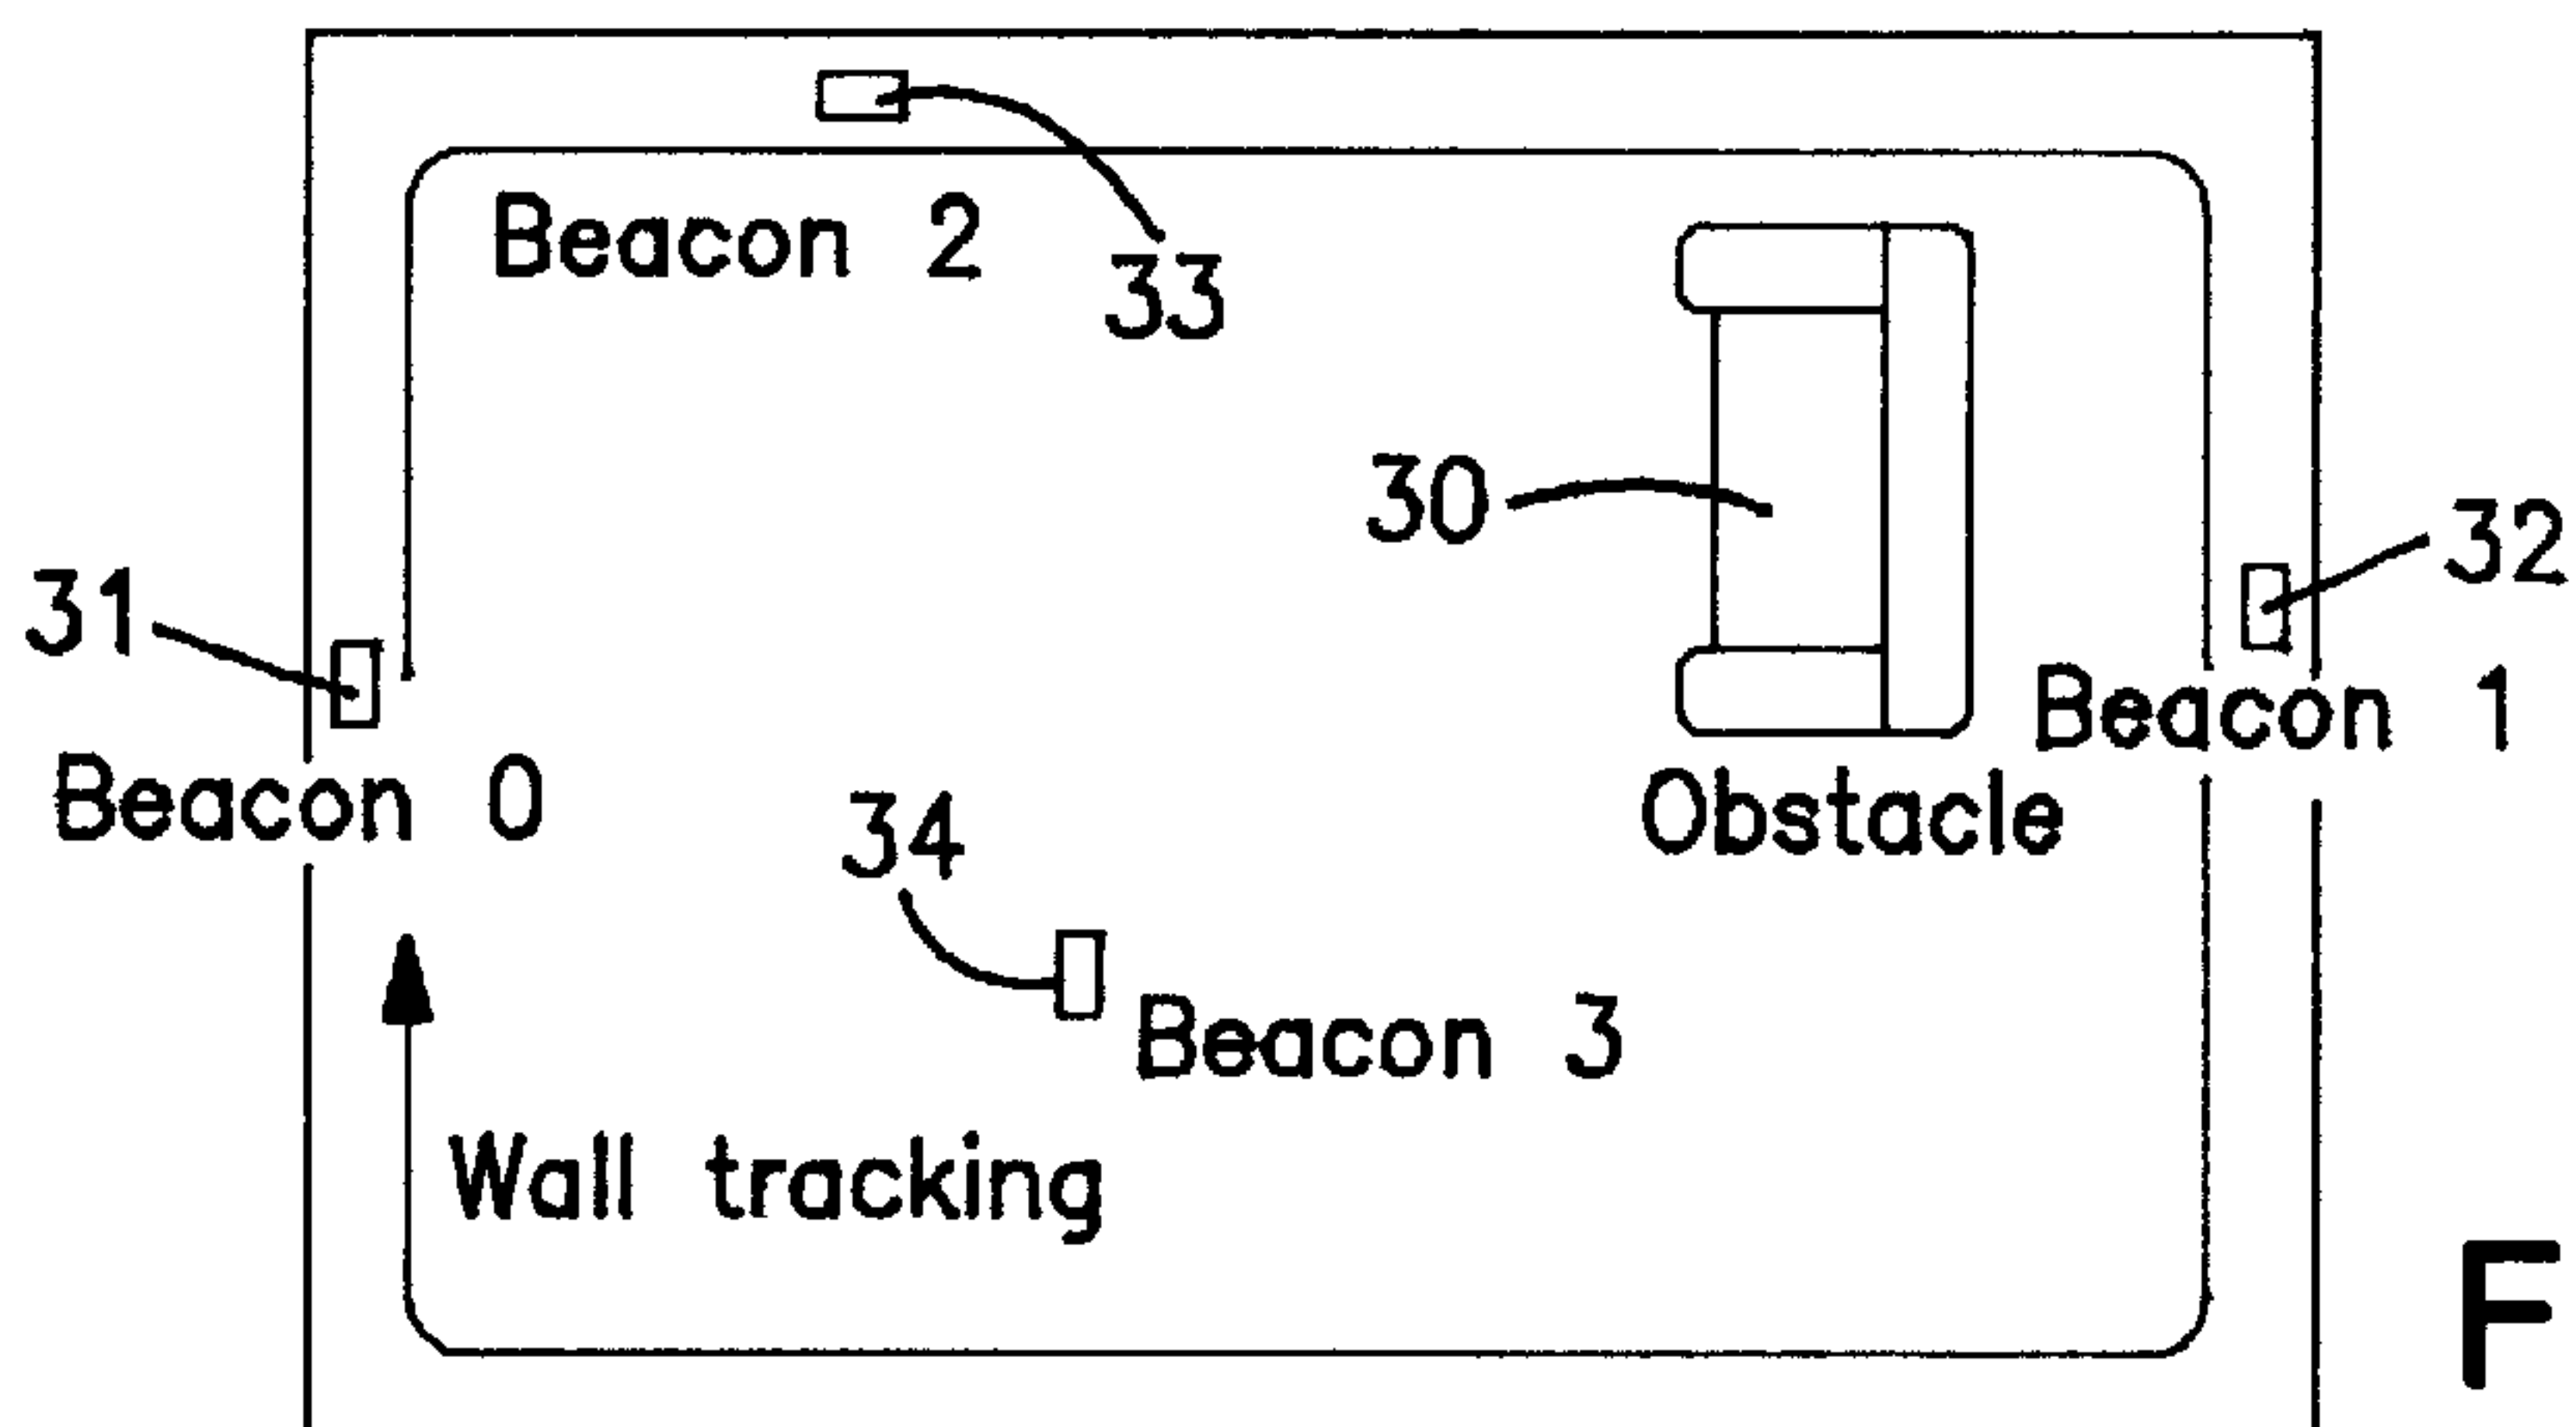 Beacon 2
33
30
32
31
Beacon 1
Beacon 0
Obstacle
34
Beacon 3
Wall tracking
F